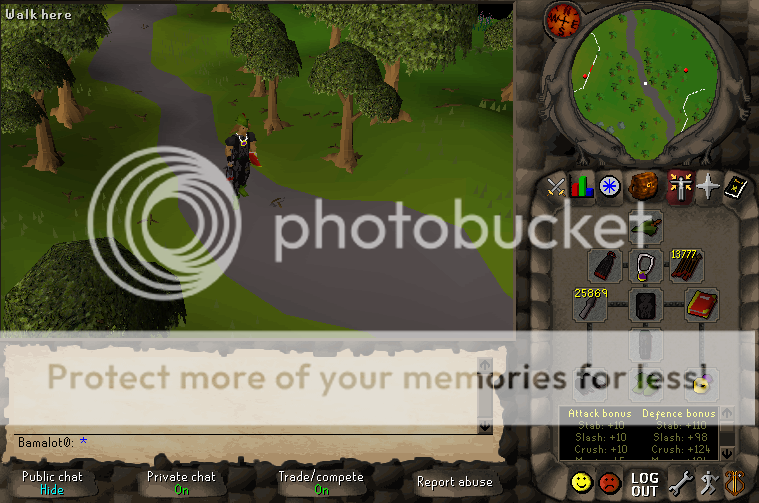 Walk here
photobucket
13777
25869
Protect more of your memories for less!
Attack bonus
Defence bonus
Stab: +10
Stab: +110
Slash: +10
Slash: +98
Crush: +10
Crush: +124
Bamalot0: *
Public chat
Hide
Private chat
On
Trade/compete
On
Report abuse
LOG
OUT